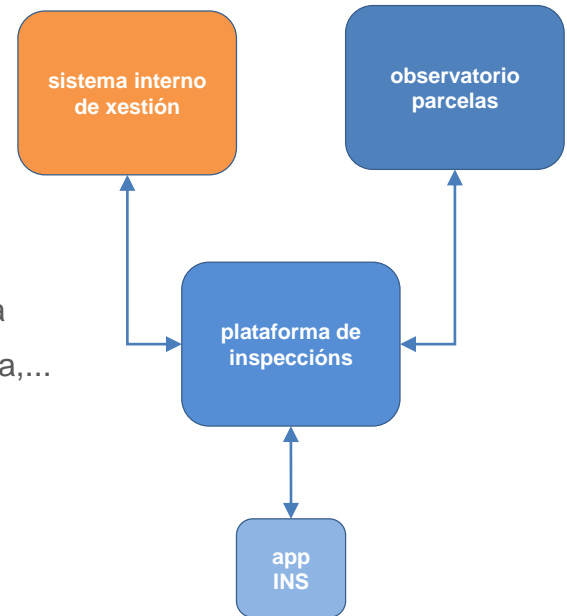 sistema interno
de xestión
observatorio
parcelas
a
a,...
plataforma de
inspeccións
app
INS